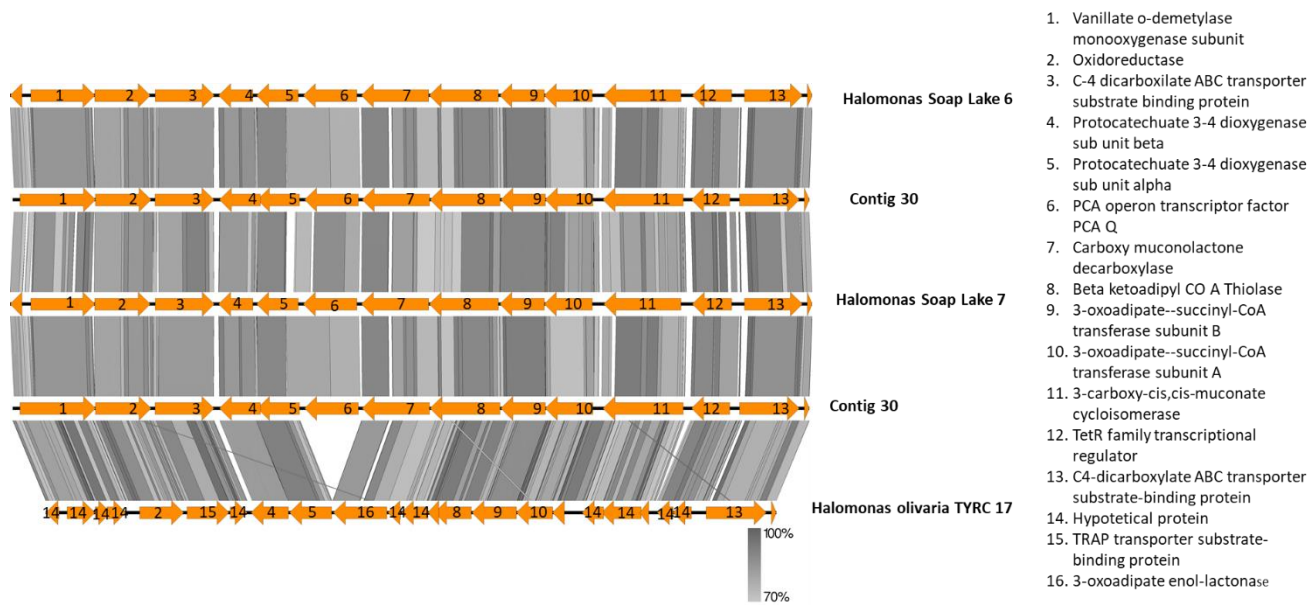 1 2 3 4 5 6 7 8 9 10 11 12 13
Halomonas Soap Lake 6
1 2 3 4 5 6 7 8 9 10 11 12 13
Contig 30
1 2 3 4 5 6 7 8 9 10 11 12 13
Halomonas Soap Lake 7
1 2 3 4 5 6 7 8 9 10 11 12 13
Contig 30
14 14 14 14 2 15 14 4 5 16 14 14 8 9 10 14 14 14 14 13
Halomonas olivaria TYRC 17
100%
70%
1. Vanillate o-demetylase
monooxygenase subunit
2. Oxidoreductase
3. C-4 dicarboxilate ABC transporter
substrate binding protein
4. Protocatechuate 3-4 dioxygenase
sub unit beta
5. Protocatechuate 3-4 dioxygenase
sub unit alpha
6. PCA operon transcriptor factor
PCA Q
7. Carboxy muconolactone
decarboxylase
8. Beta ketoadipyl CO A Thiolase
9. 3-oxoadipate--succinyl-CoA
transferase subunit B
10. 3-oxoadipate--succinyl-CoA
transferase subunit A
11. 3-carboxy-cis,cis-muconate
cycloisomerase
12. TetR family transcriptional
regulator
13. C4-dicarboxylate ABC transporter
substrate-binding protein
14. Hypotetical protein
15. TRAP transporter substrate-
binding protein
16. 3-oxoadipate enol-lactonase